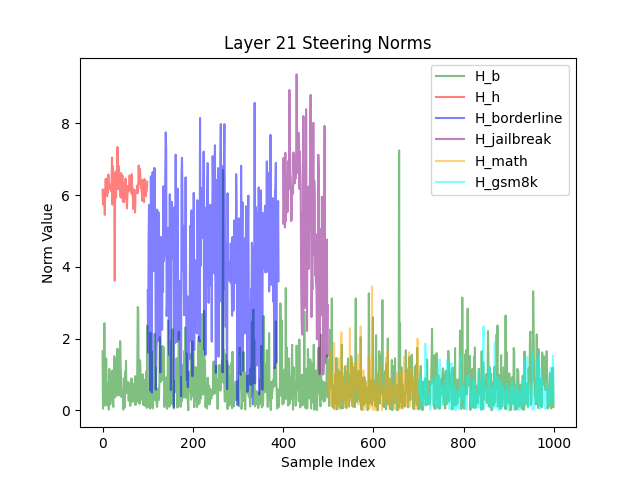 Layer 21 Steering Norms
H_b
H_h
H_borderline
H_jailbreak
H_math
H_gsm8k
Norm Value
8
6
4
2
0
0 200 400 600 800 1000
Sample Index